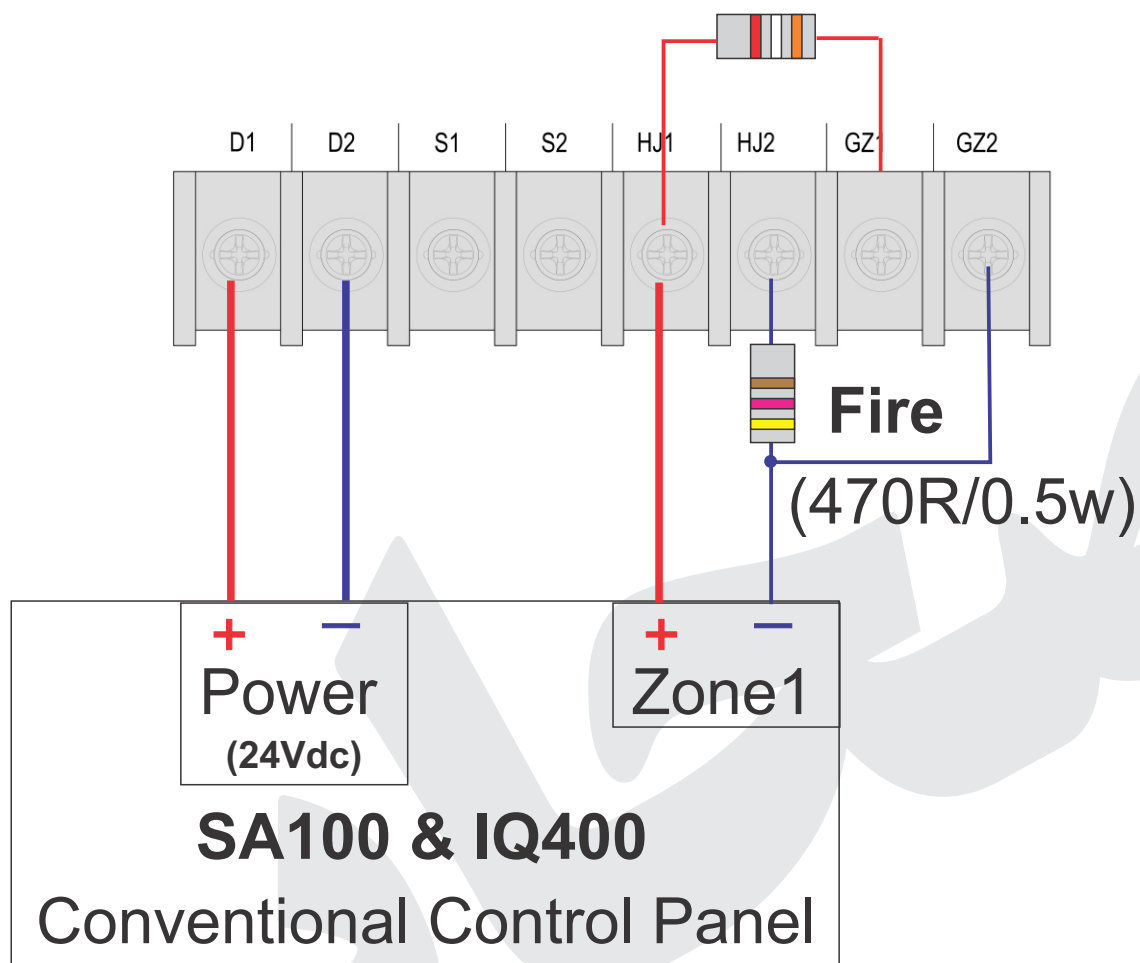 D1 D2 S1 S2 HJ1 HJ2 GZ1 GZ2
Fire
(470R/0.5w)
+ − + −
Power Zone1
(24Vdc)
SA100 & IQ400
Conventional Control Panel